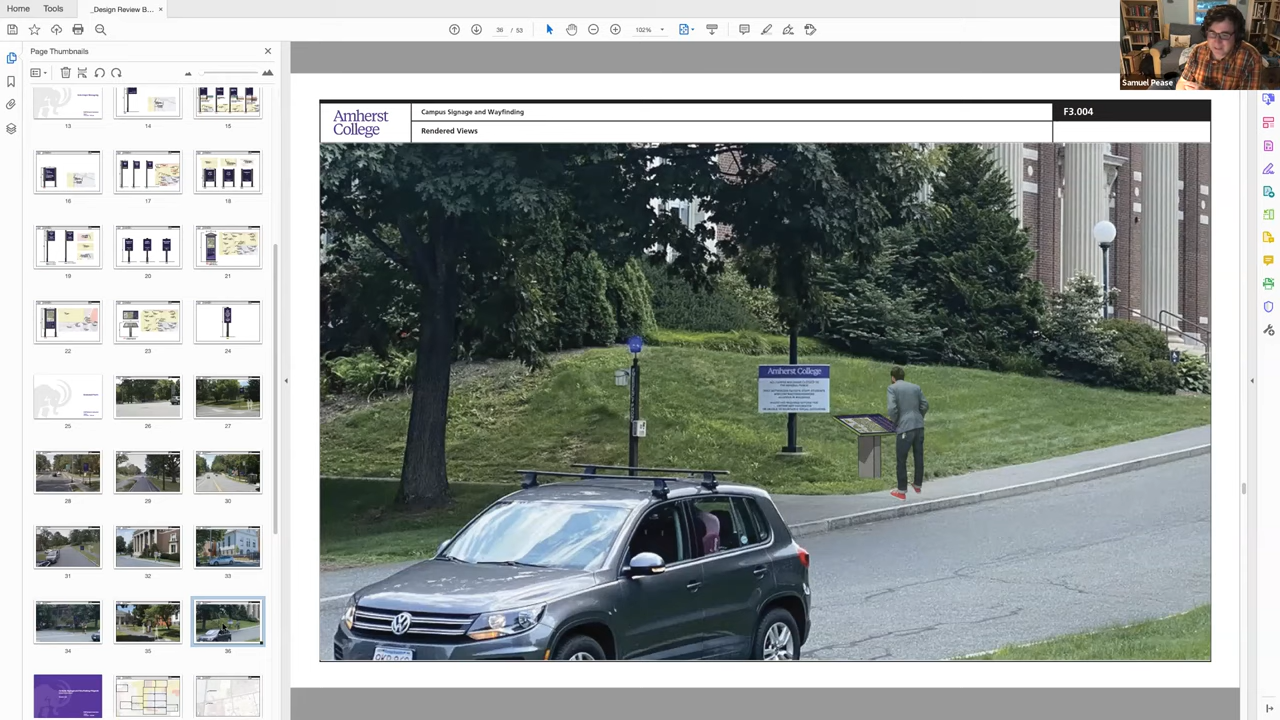 Home
Tools
_Design Review B...
36 / 53
102%
Page Thumbnails
Samuel Pease
Amherst
College
Campus Signage and Wayfinding
F3.004
Rendered Views
Amherst College
13
14
15
16
17
18
19
20
21
22
23
24
25
26
27
28
29
30
31
32
33
34
35
36